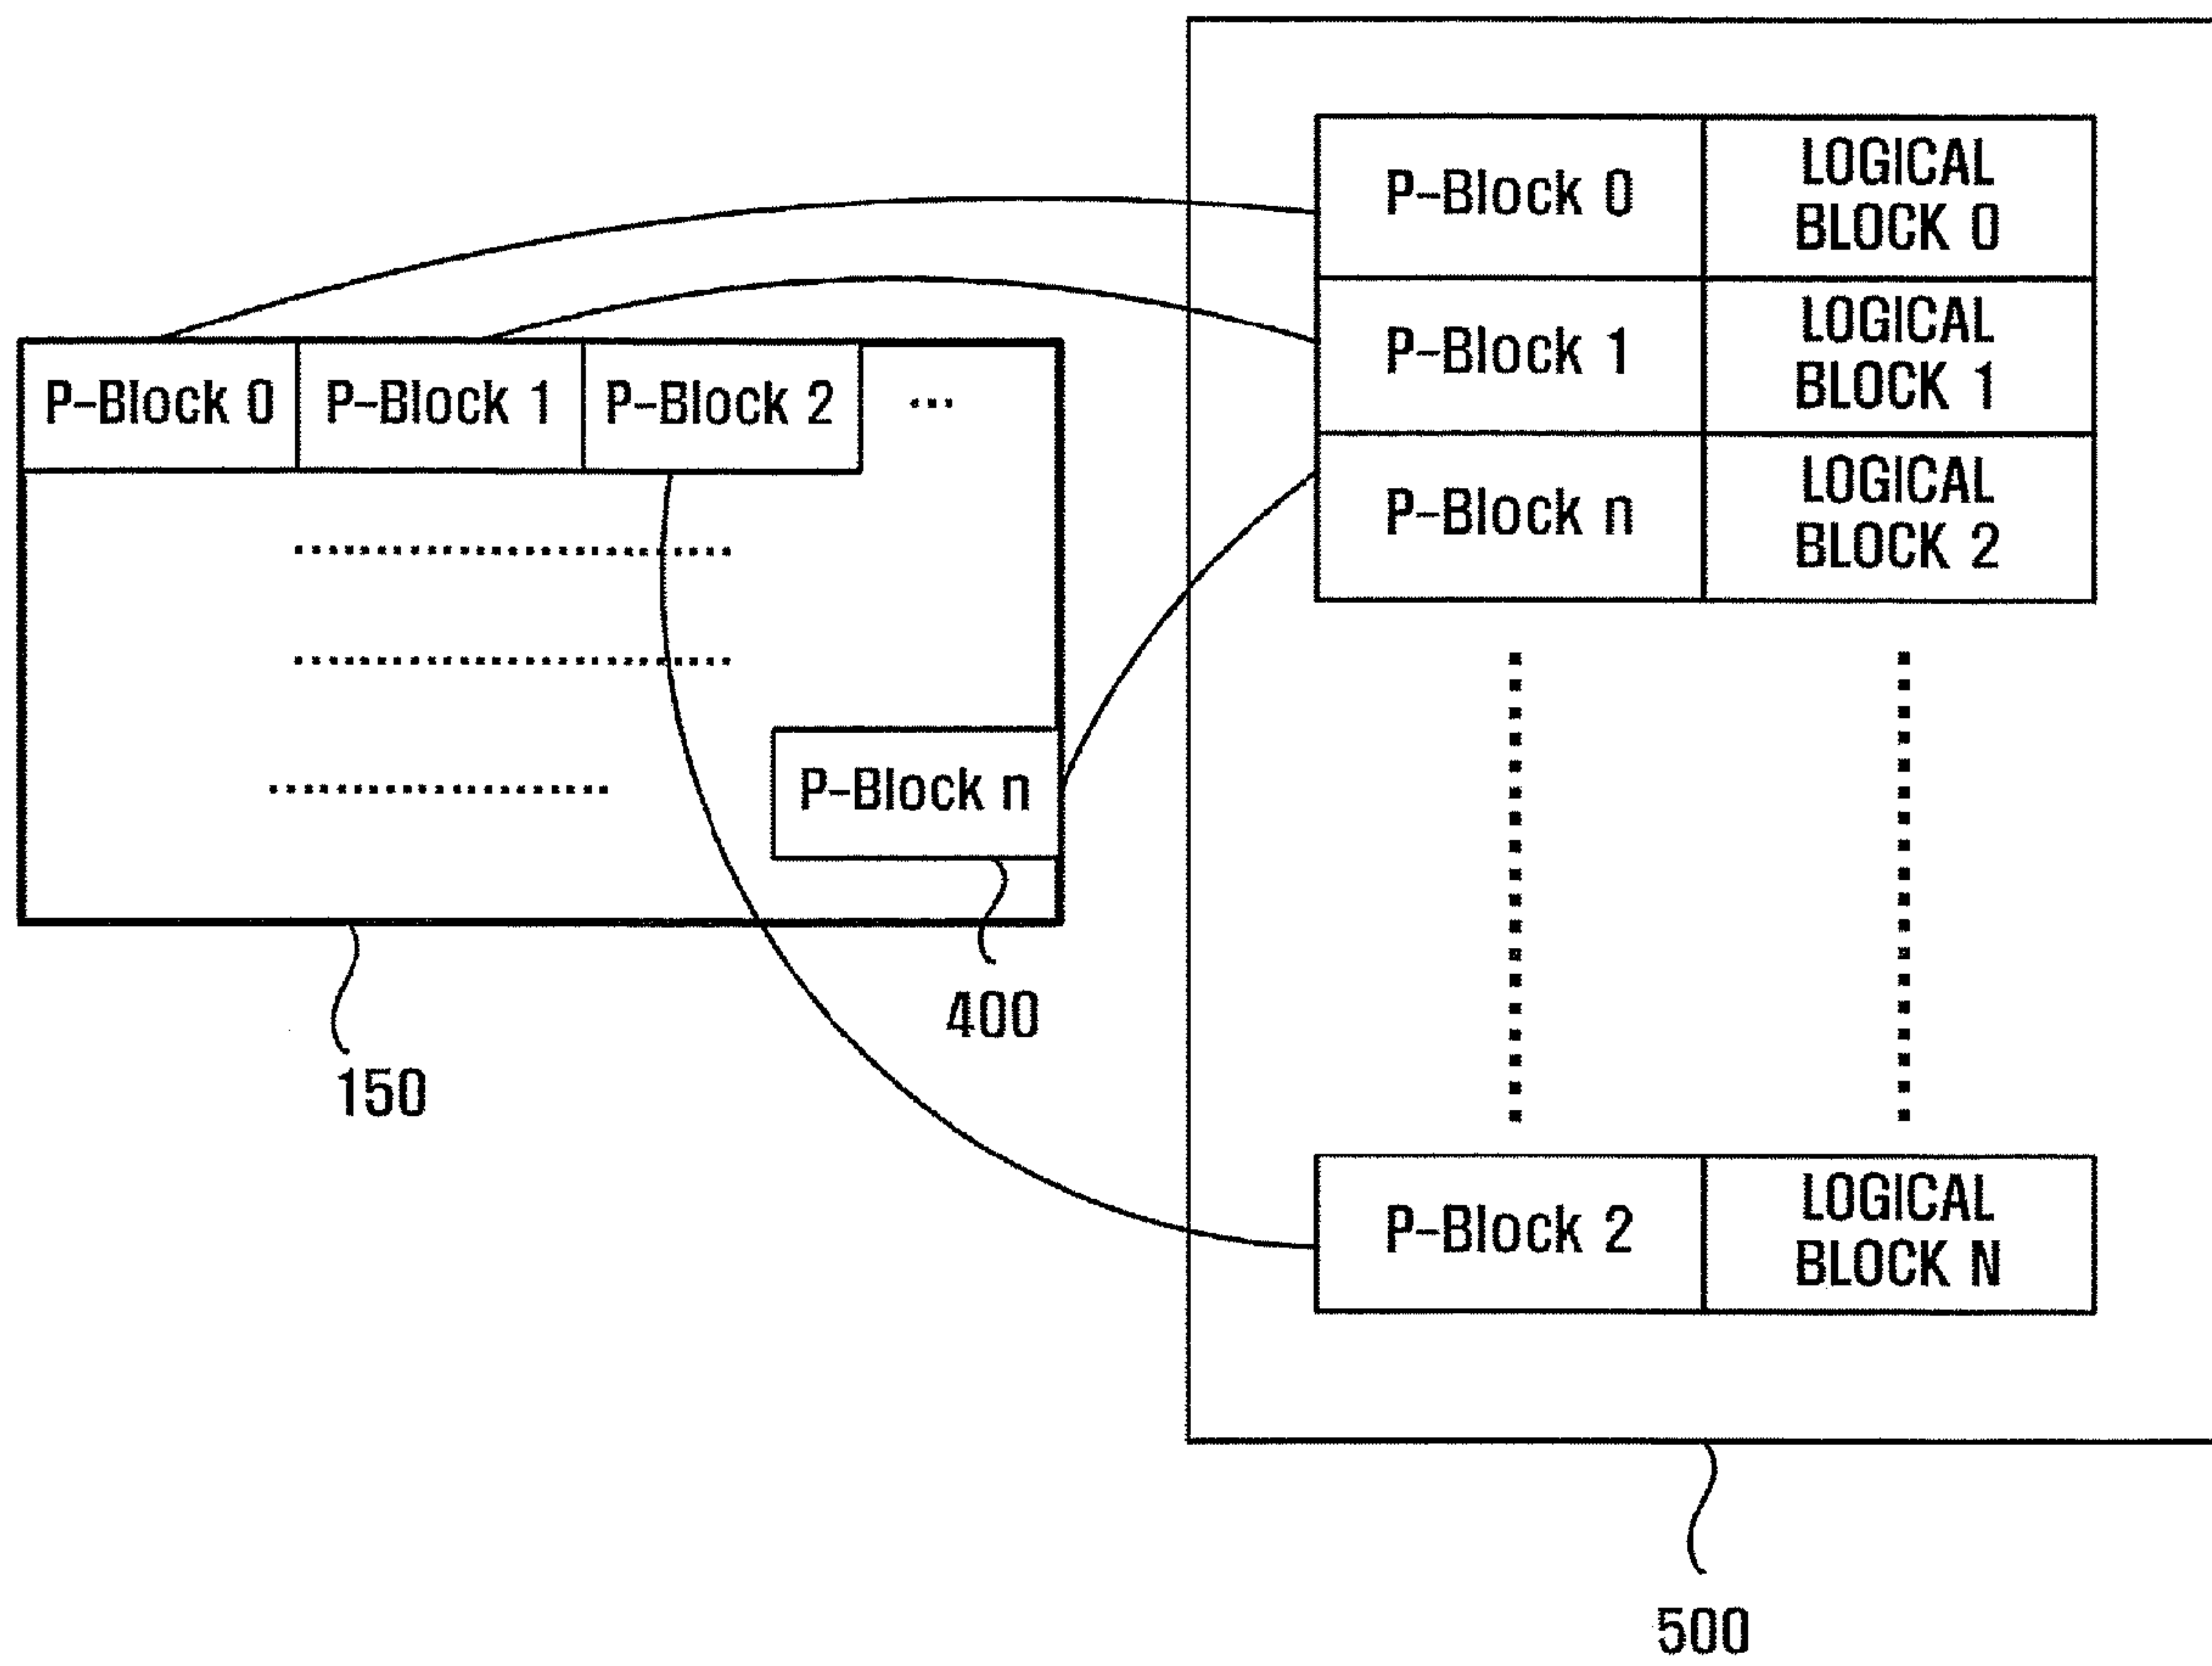 P-Block 0 P-Block 1 P-Block 2 ...
P-Block n
400
150
P-Block 0 LOGICAL
BLOCK 0
P-Block 1 LOGICAL
BLOCK 1
P-Block n LOGICAL
BLOCK 2
P-Block 2 LOGICAL
BLOCK N
500